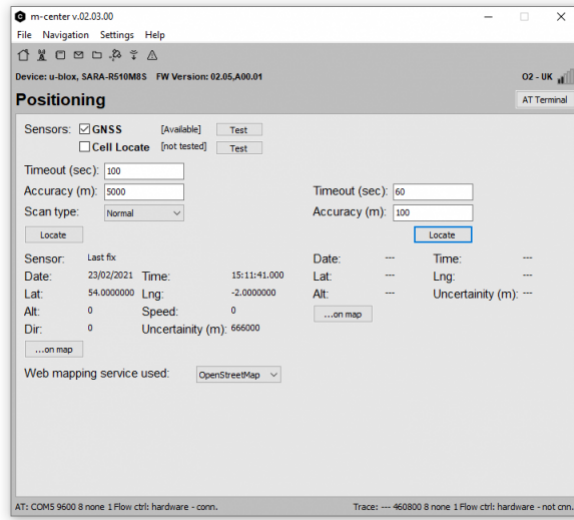 m-center v.02.03.00
File Navigation Settings Help
Device: u-blox, SARA-R510M8S FW Version: 02.05,A00.01
O2 - UK
Positioning
AT Terminal
Sensors: GNSS [Available] Test
Cell Locate [not tested] Test
Timeout (sec): 100
Accuracy (m): 5000
Scan type: Normal
Locate
Timeout (sec): 60
Accuracy (m): 100
Locate
Sensor: Last fix
Date: 23/02/2021 Time: 15:11:41.000
Lat: 54.0000000 Lng: -2.0000000
Alt: 0 Speed: 0
Dir: 0 Uncertainity (m): 666000
...on map
Date: --- Time: ---
Lat: --- Lng: ---
Alt: --- Uncertainity (m): ---
...on map
Web mapping service used: OpenStreetMap
AT: COM5 9600 8 none 1 Flow ctrl: hardware - conn.
Trace: --- 460800 8 none 1 Flow ctrl: hardware - not cnn.